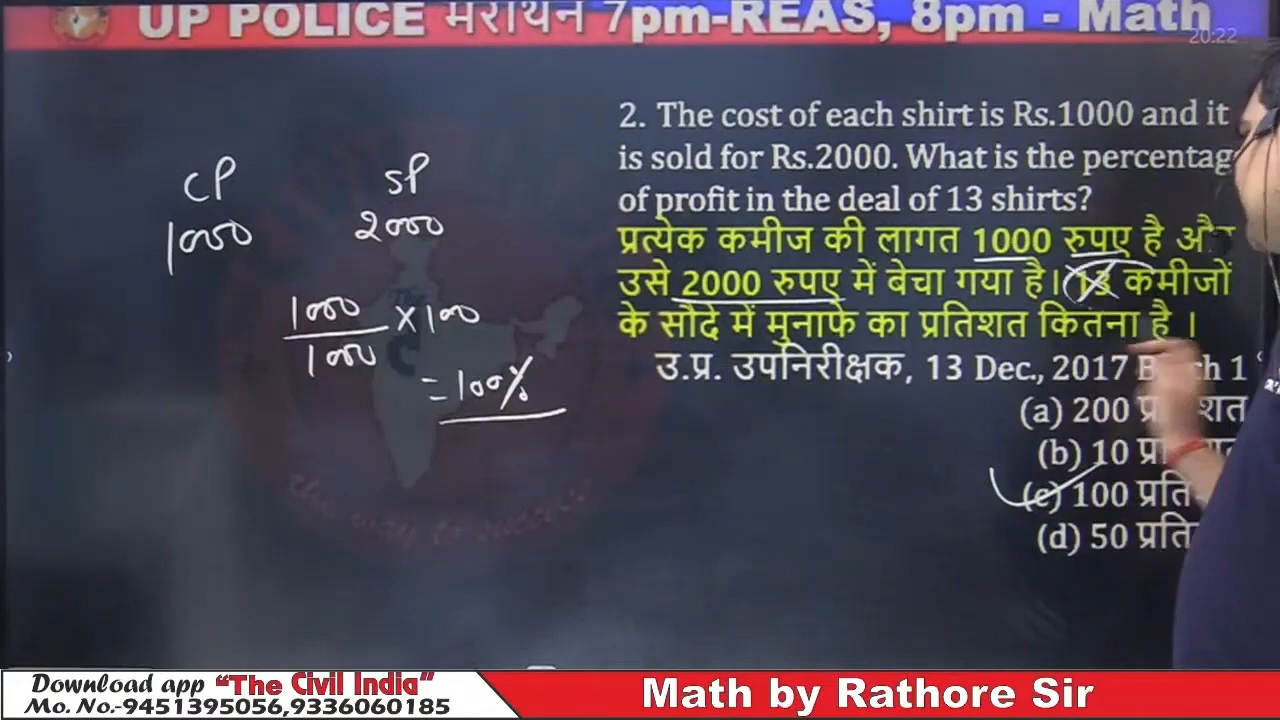 UP POLICE मैराथन 7pm-REAS, 8pm - Math
20:22
2. The cost of each shirt is Rs.1000 and it
is sold for Rs.2000. What is the percentag
of profit in the deal of 13 shirts?
प्रत्येक कमीज की लागत 1000 रुपए है और
उसे 2000 रुपए में बेचा गया है। 13 कमीजों
के सौदे में मुनाफे का प्रतिशत कितना है ।
उ.प्र. उपनिरीक्षक, 13 Dec., 2017
(a) 200
(b) 10
(c) 100
(d) 50
CP SP
1000 2000
1000
1000
× 100
= 100%
Download app "The Civil India"
Mo. No.-9451395056,9336060185
Math by Rathore Sir